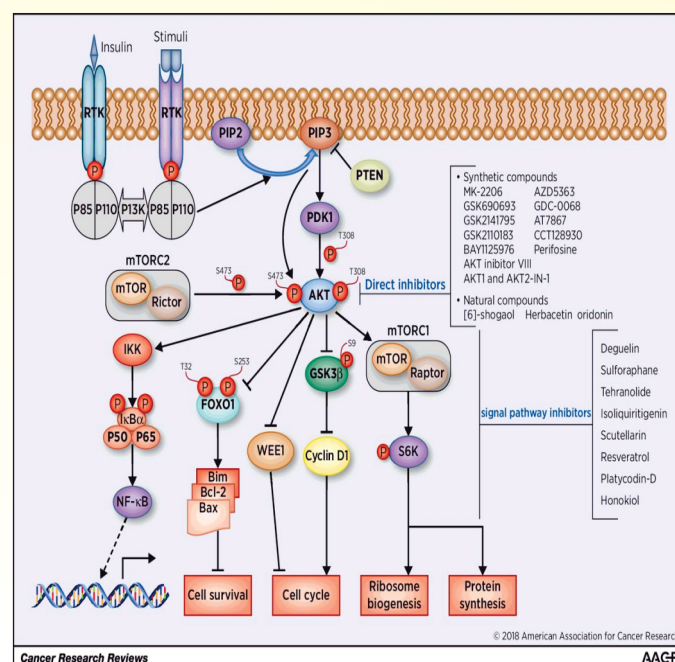 Insulin
Stimuli
RTK
RTK
PIP2
PIP3
P
P
PTEN
P85 P110 P13K P85 P110
PDK1
T308
P
mTORC2
mTOR
Rictor
S473
P
S473
P
AKT
P
T308
Direct inhibitors
• Synthetic compounds
MK-2206 AZD5363
GSK690693 GDC-0068
GSK2141795 AT7867
GSK2110183 CCT128930
BAY1125976 Perifosine
AKT inibitor VIII
AKT1 and AKT2-IN-1
• Natural compounds
[6]-shogaol Herbacetin oridonin
mTORC1
mTOR
Raptor
IKK
T32
S253
P
P
FOXO1
S9
P
GSK3β
P
P
IκBα
P50 P65
WEE1
Cyclin D1
P
S6K
signal pathway inhibitors
Deguelin
Sulforaphane
Tehranolide
Isoliquiritigenin
Scutellarin
Resveratrol
Platycodin-D
Honokiol
Bim
Bcl-2
Bax
NF-κB
Cell survival
Cell cycle
Ribosome
biogenesis
Protein
synthesis
© 2018 American Association for Cancer Research
Cancer Research Reviews
AACR